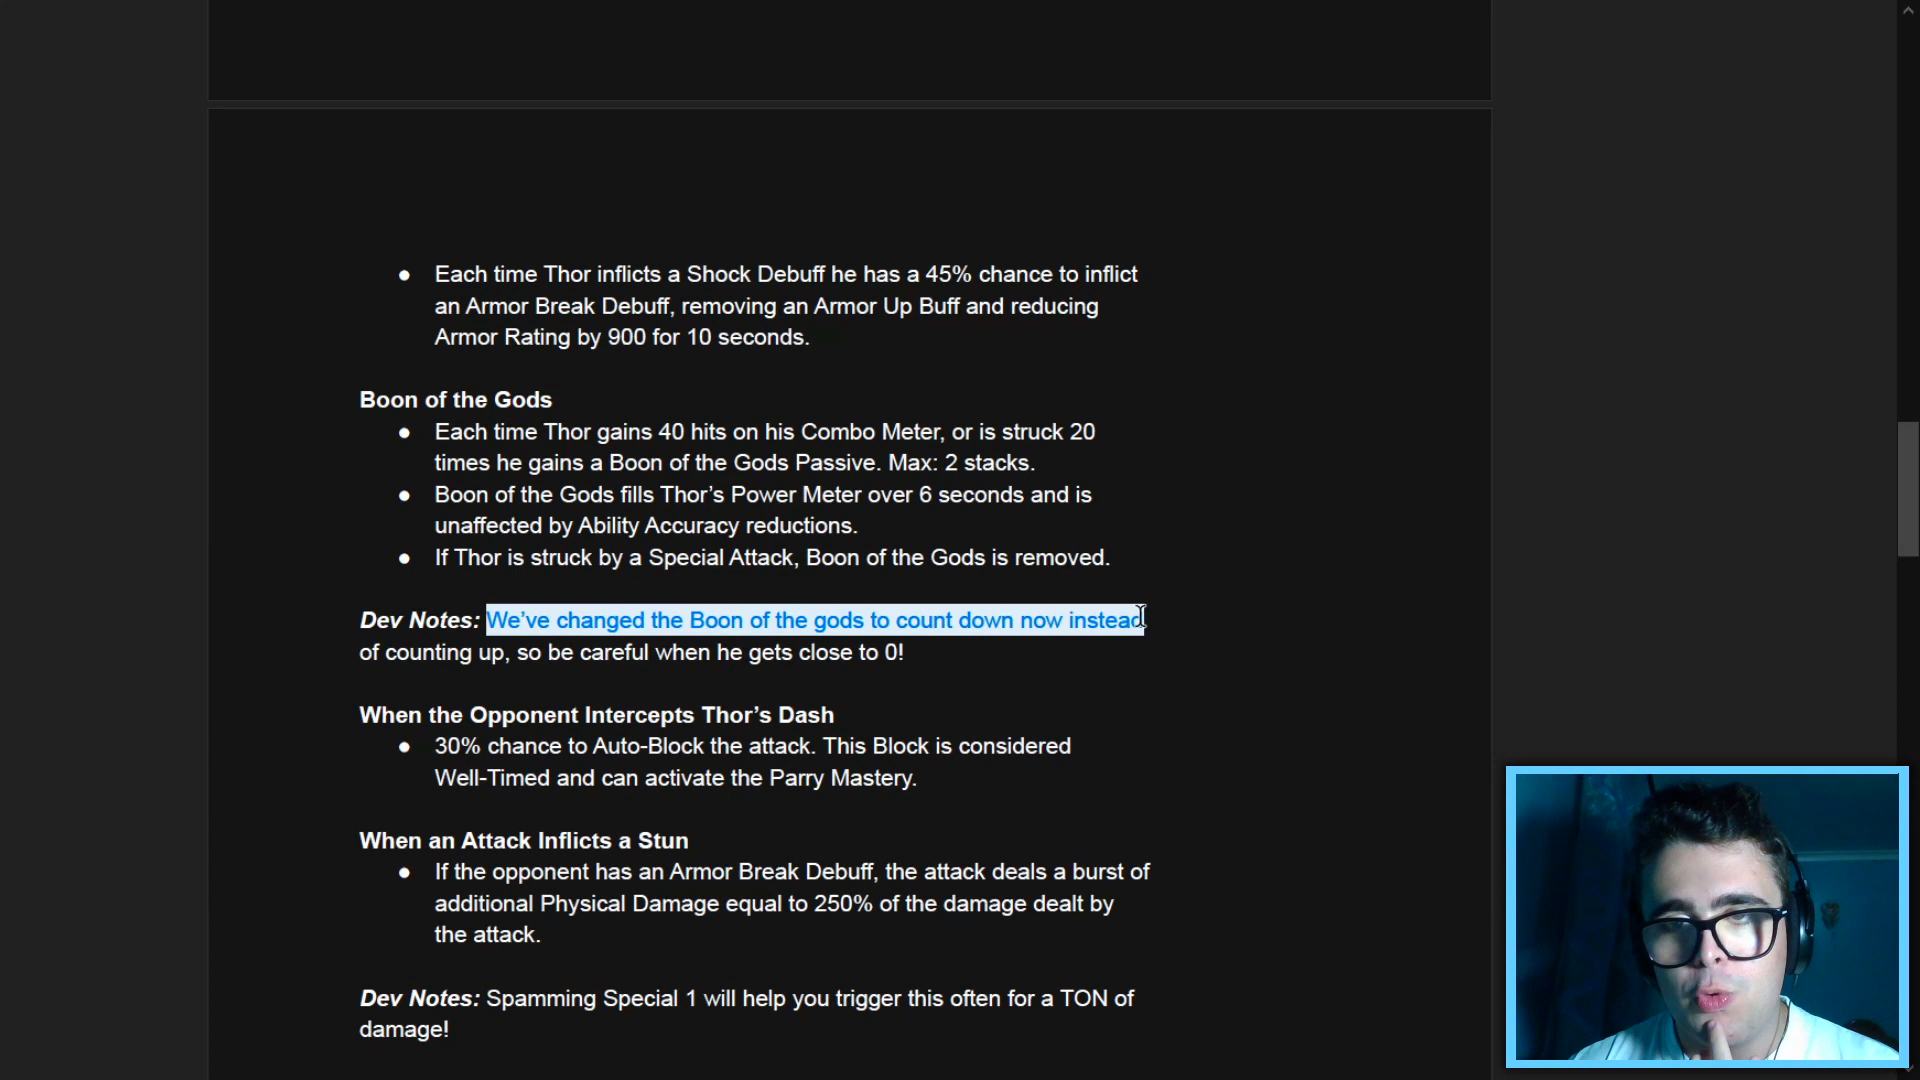 ● Each time Thor inflicts a Shock Debuff he has a 45% chance to inflict
an Armor Break Debuff, removing an Armor Up Buff and reducing
Armor Rating by 900 for 10 seconds.
Boon of the Gods
● Each time Thor gains 40 hits on his Combo Meter, or is struck 20
times he gains a Boon of the Gods Passive. Max: 2 stacks.
● Boon of the Gods fills Thor’s Power Meter over 6 seconds and is
unaffected by Ability Accuracy reductions.
● If Thor is struck by a Special Attack, Boon of the Gods is removed.
Dev Notes: We’ve changed the Boon of the gods to count down now instead
of counting up, so be careful when he gets close to 0!
When the Opponent Intercepts Thor’s Dash
● 30% chance to Auto-Block the attack. This Block is considered
Well-Timed and can activate the Parry Mastery.
When an Attack Inflicts a Stun
● If the opponent has an Armor Break Debuff, the attack deals a burst of
additional Physical Damage equal to 250% of the damage dealt by
the attack.
Dev Notes: Spamming Special 1 will help you trigger this often for a TON of
damage!